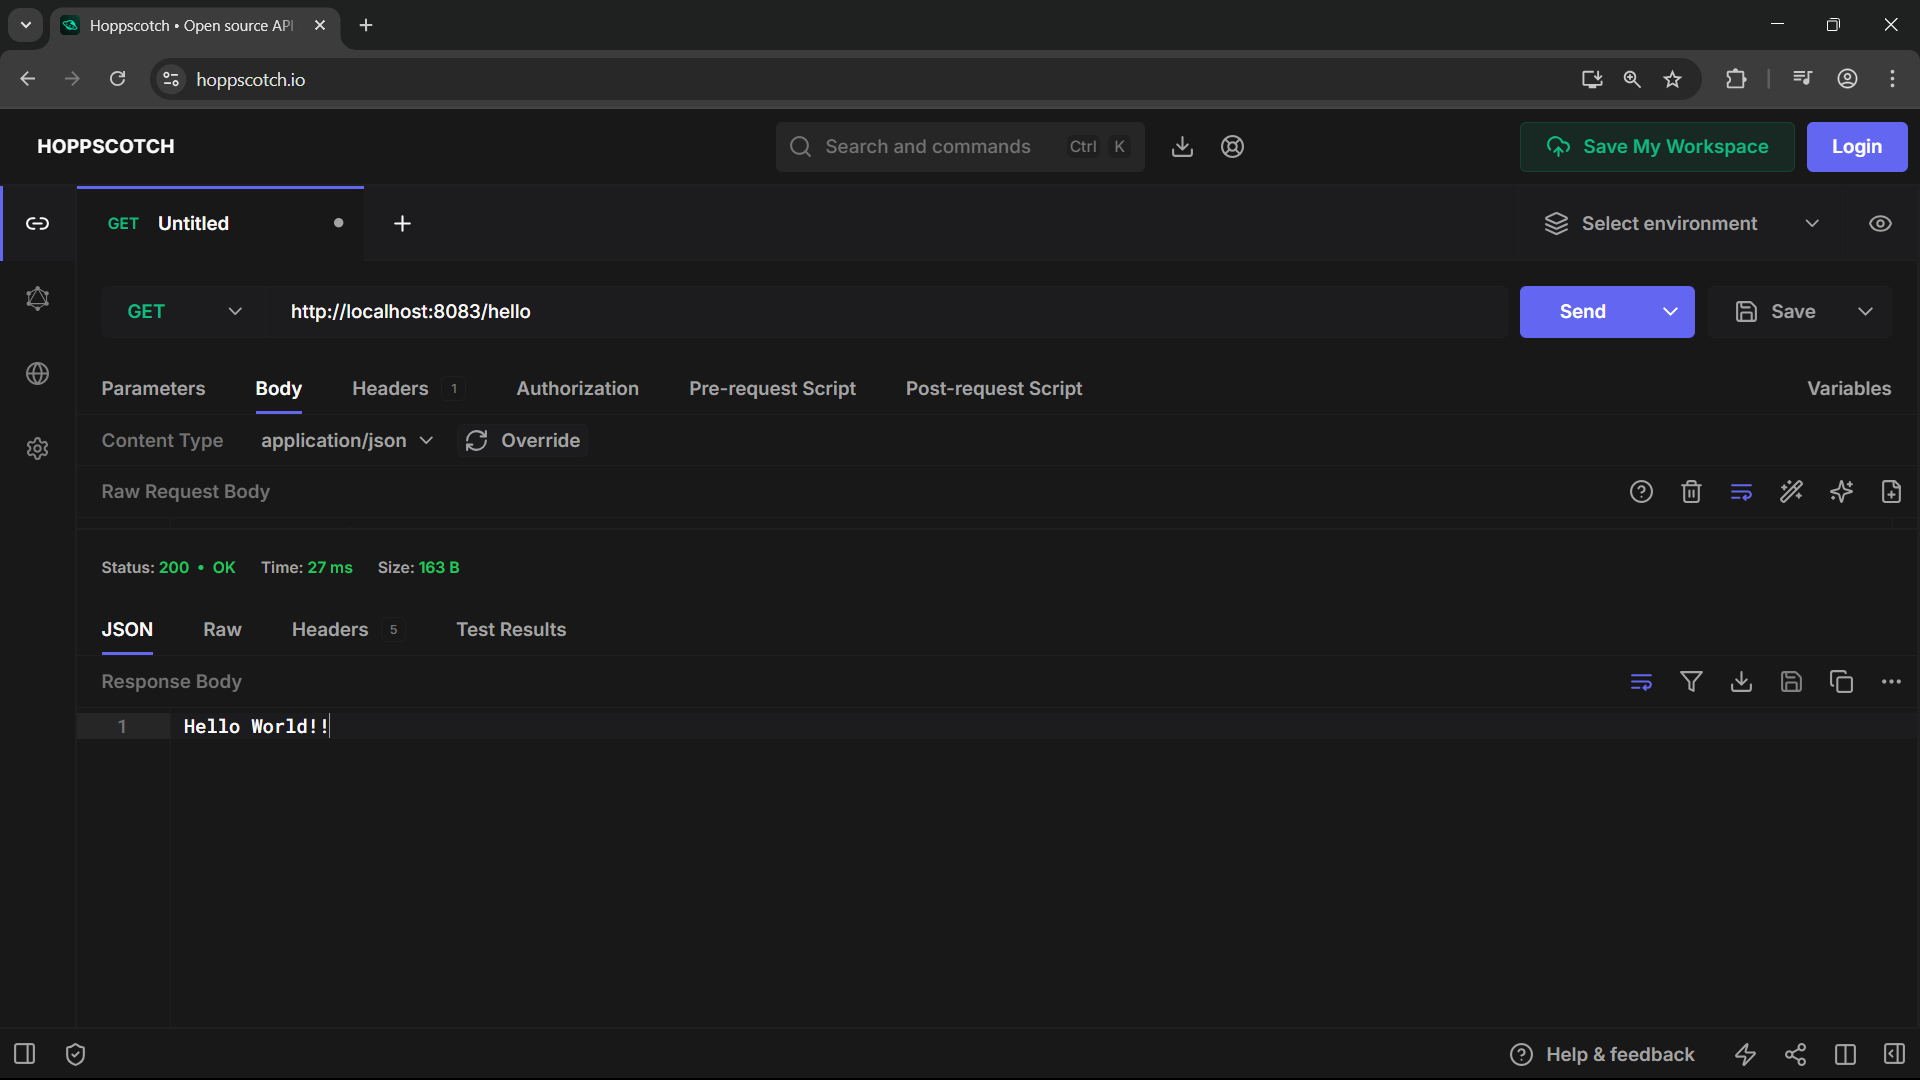 Hoppscotch • Open source API
hoppscotch.io
HOPPSCOTCH
Search and commands Ctrl K
Save My Workspace
Login
GET Untitled
Select environment
GET http://localhost:8083/hello
Send
Save
Parameters Body Headers 1 Authorization Pre-request Script Post-request Script Variables
Content Type application/json Override
Raw Request Body
Status: 200 • OK Time: 27 ms Size: 163 B
JSON Raw Headers 5 Test Results
Response Body
1 Hello World!!
Help & feedback